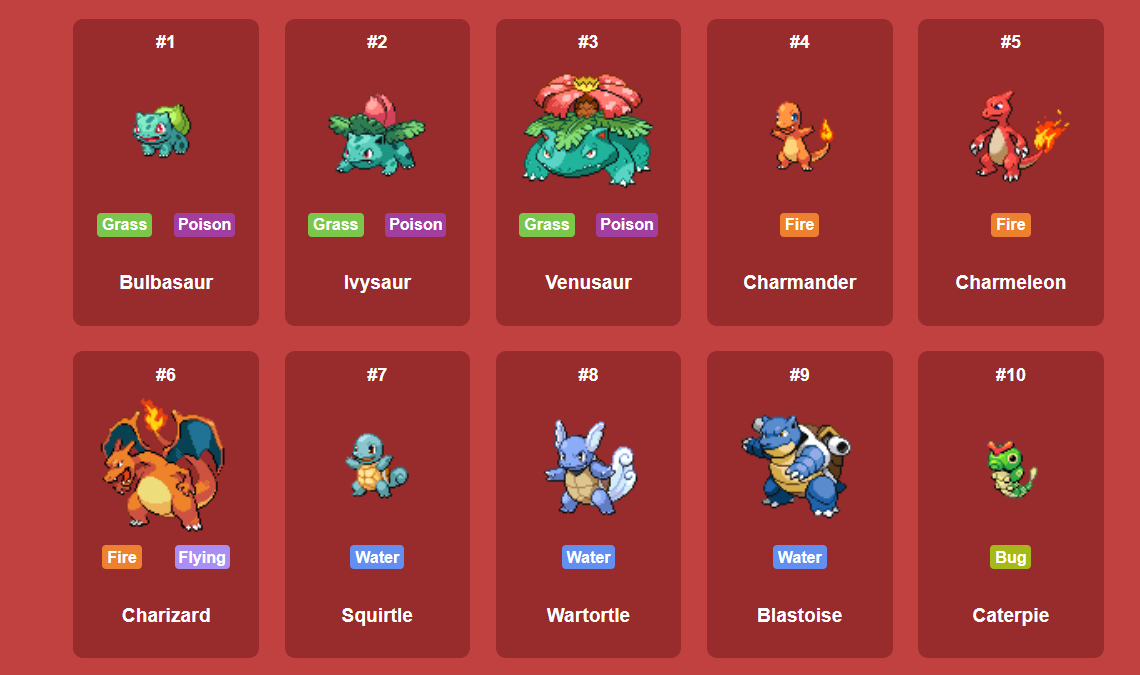 #1
#2
#3
#4
#5
Grass Poison
Grass Poison
Grass Poison
Fire
Fire
Bulbasaur
Ivysaur
Venusaur
Charmander
Charmeleon
#6
#7
#8
#9
#10
Fire Flying
Water
Water
Water
Bug
Charizard
Squirtle
Wartortle
Blastoise
Caterpie